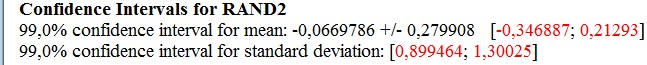 Confidence Intervals for RAND2
99,0% confidence interval for mean: -0,0669786 +/- 0,279908 [-0,346887; 0,21293]
99,0% confidence interval for standard deviation: [0,899464; 1,30025]